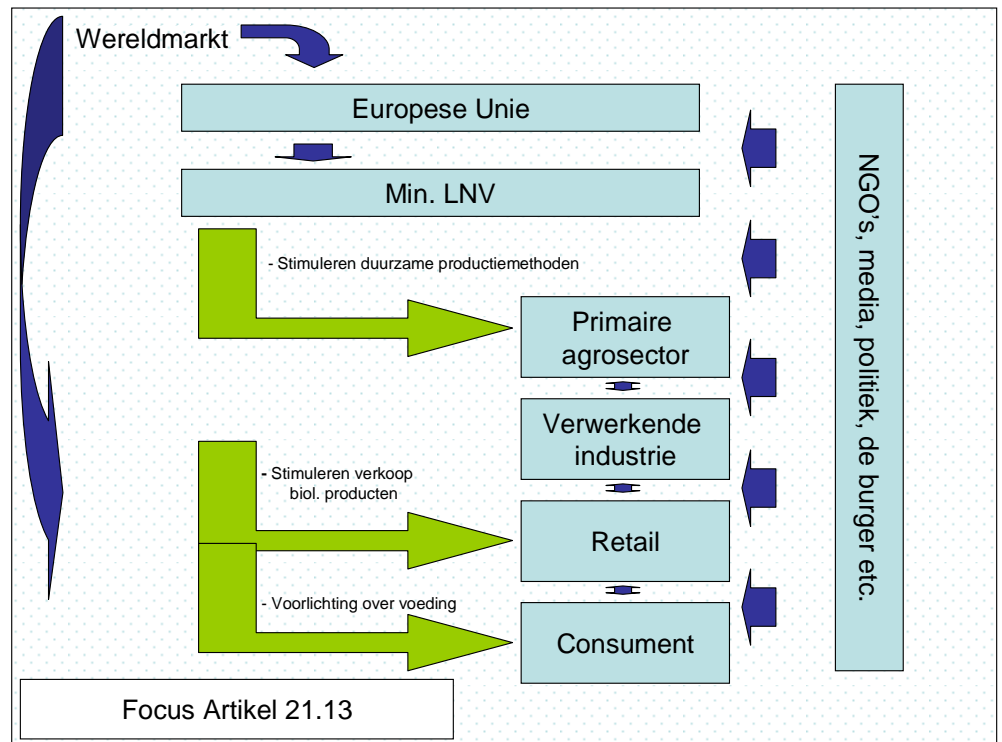 Wereldmarkt
Europese Unie
Min. LNV
- Stimuleren duurzame productiemethoden
Primaire
agrosector
Verwerkende
industrie
- Stimuleren verkoop
biol. producten
Retail
- Voorlichting over voeding
Consument
NGO's, media, politiek, de burger etc.
Focus Artikel 21.13